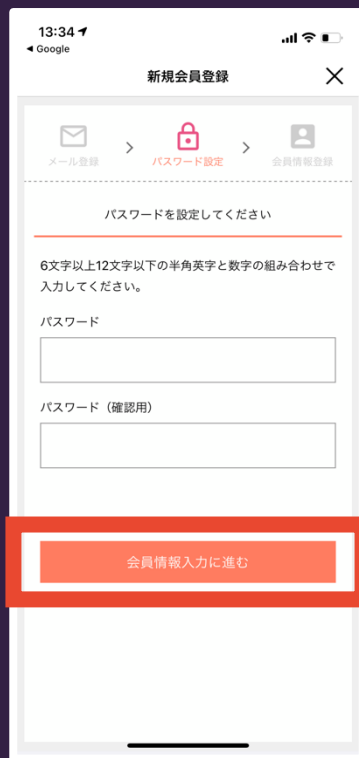 13:34
◀ Google
新規会員登録
メール登録
パスワード設定
会員情報登録
パスワードを設定してください
6文字以上12文字以下の半角英字と数字の組み合わせで
入力してください。
パスワード
パスワード（確認用）
会員情報入力に進む